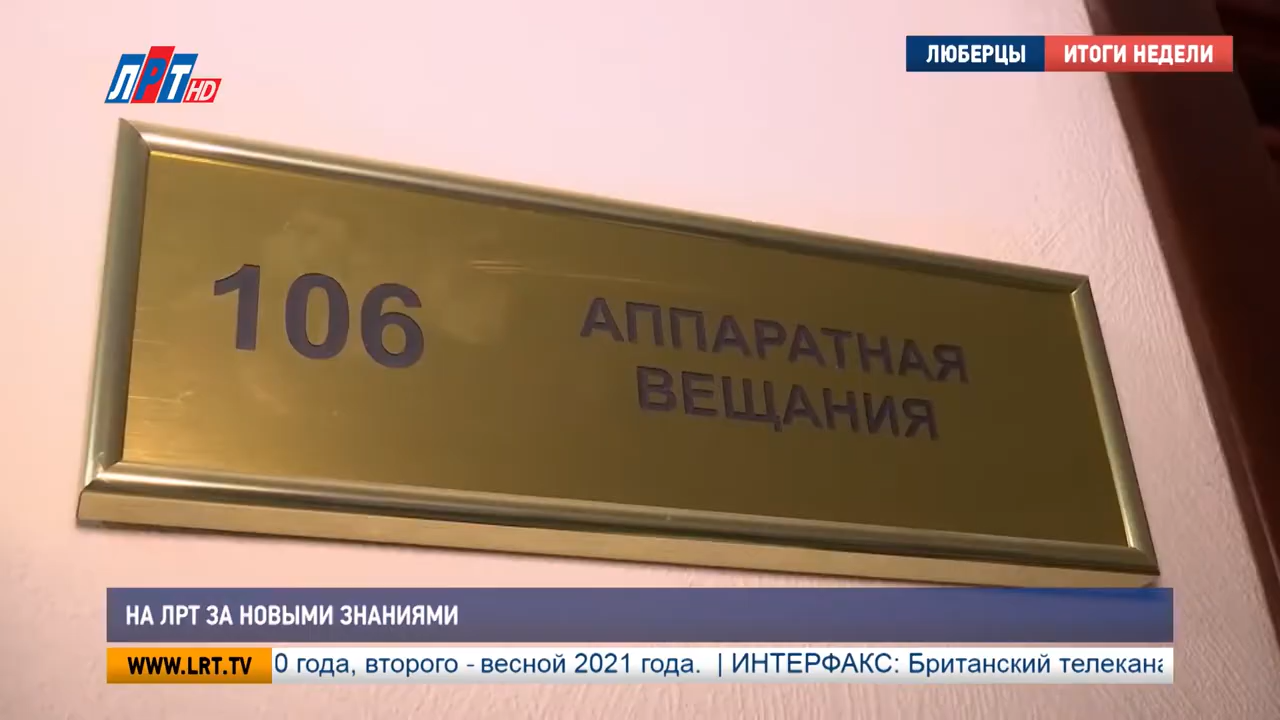 ЛРТ HD
ЛЮБЕРЦЫ ИТОГИ НЕДЕЛИ
106
АППАРАТНАЯ
ВЕЩАНИЯ
НА ЛРТ ЗА НОВЫМИ ЗНАНИЯМИ
WWW.LRT.TV 0 года, второго - весной 2021 года. | ИНТЕРФАКС: Британский телекана